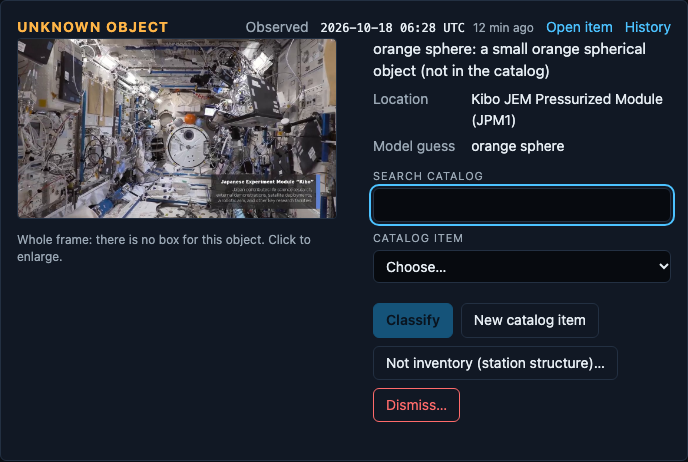 UNKNOWN OBJECT
Observed 2026-10-18 06:28 UTC 12 min ago Open item History
orange sphere: a small orange spherical
object (not in the catalog)
Location Kibo JEM Pressurized Module
(JPM1)
Model guess orange sphere
SEARCH CATALOG
CATALOG ITEM
Choose...
Classify
New catalog item
Not inventory (station structure)...
Dismiss...
Japanese Experiment Module "Kibo"
Whole frame: there is no box for this object. Click to
enlarge.